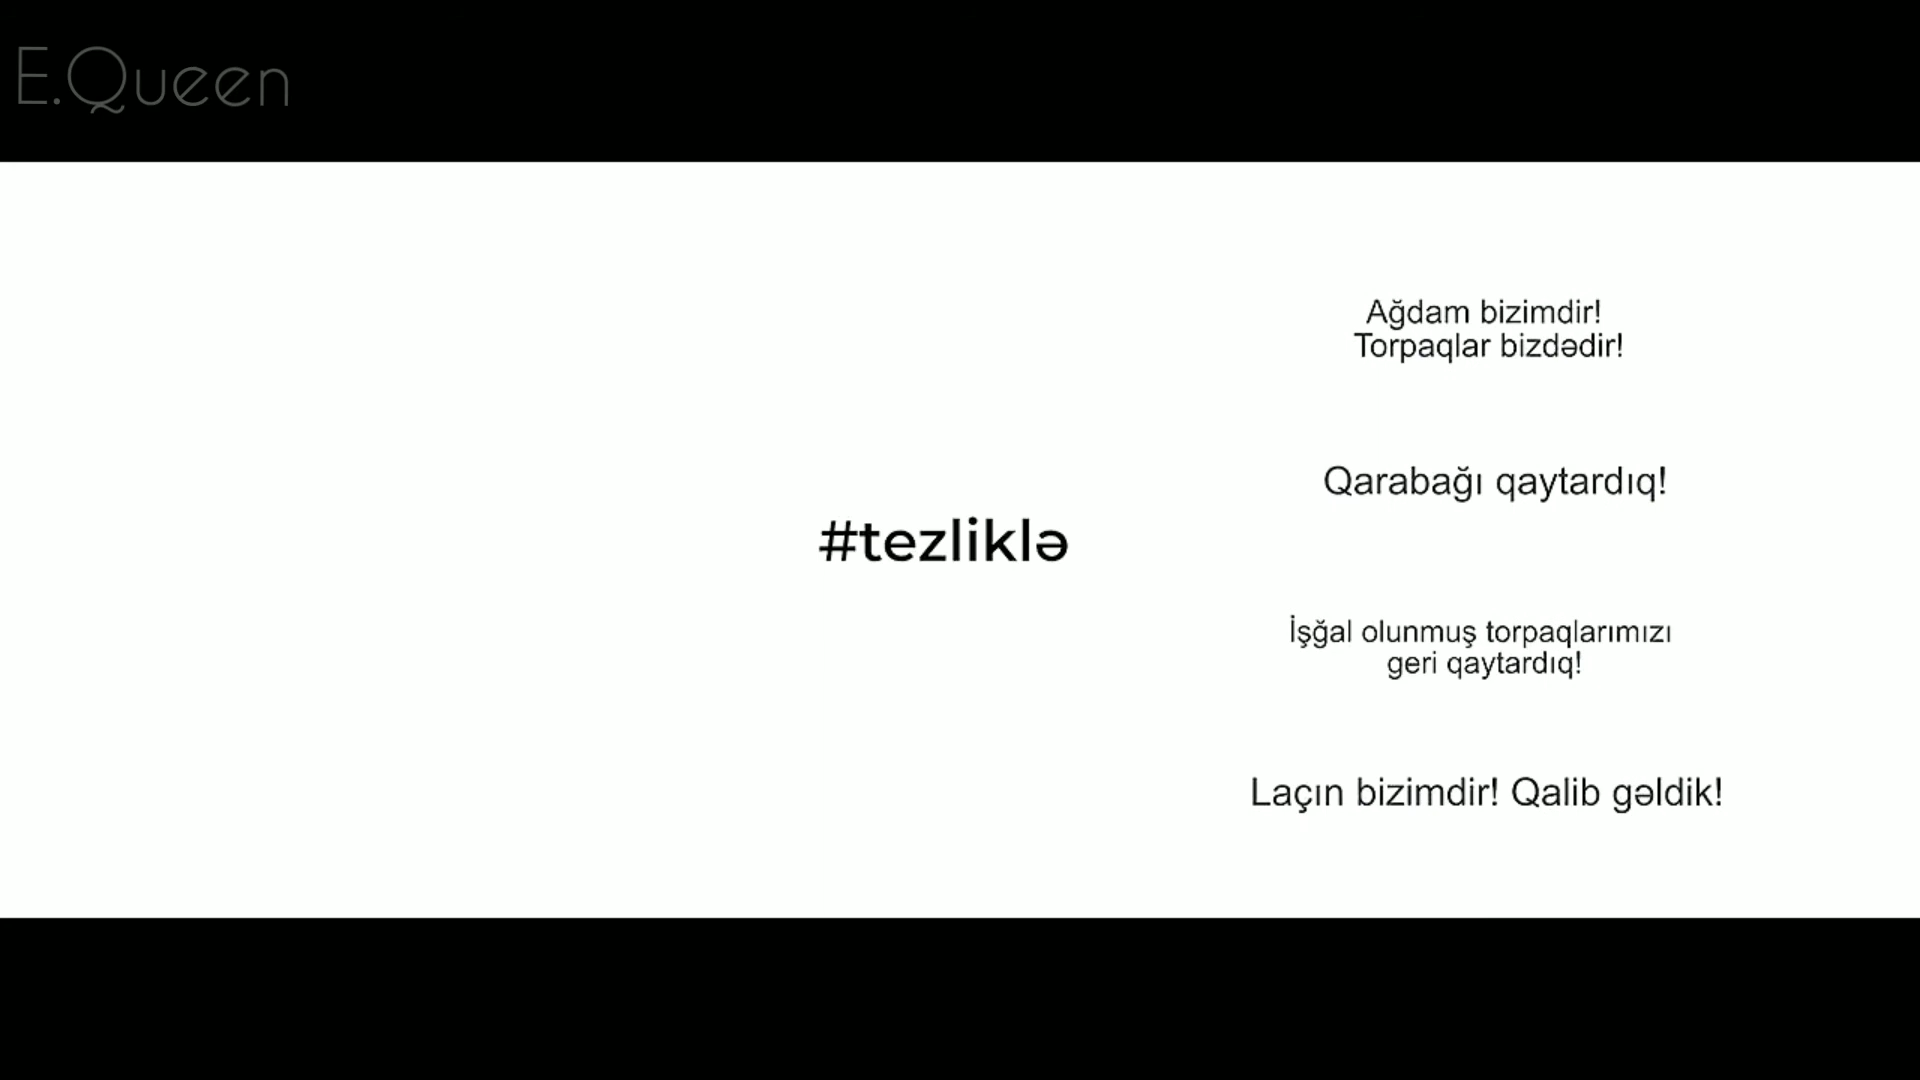 E.Queen
#tezliklə
Ağdam bizimdir!
Torpaqlar bizdədir!
Qarabağı qaytardıq!
İşğal olunmuş torpaqlarımızı
geri qaytardıq!
Laçın bizimdir! Qalib gəldik!